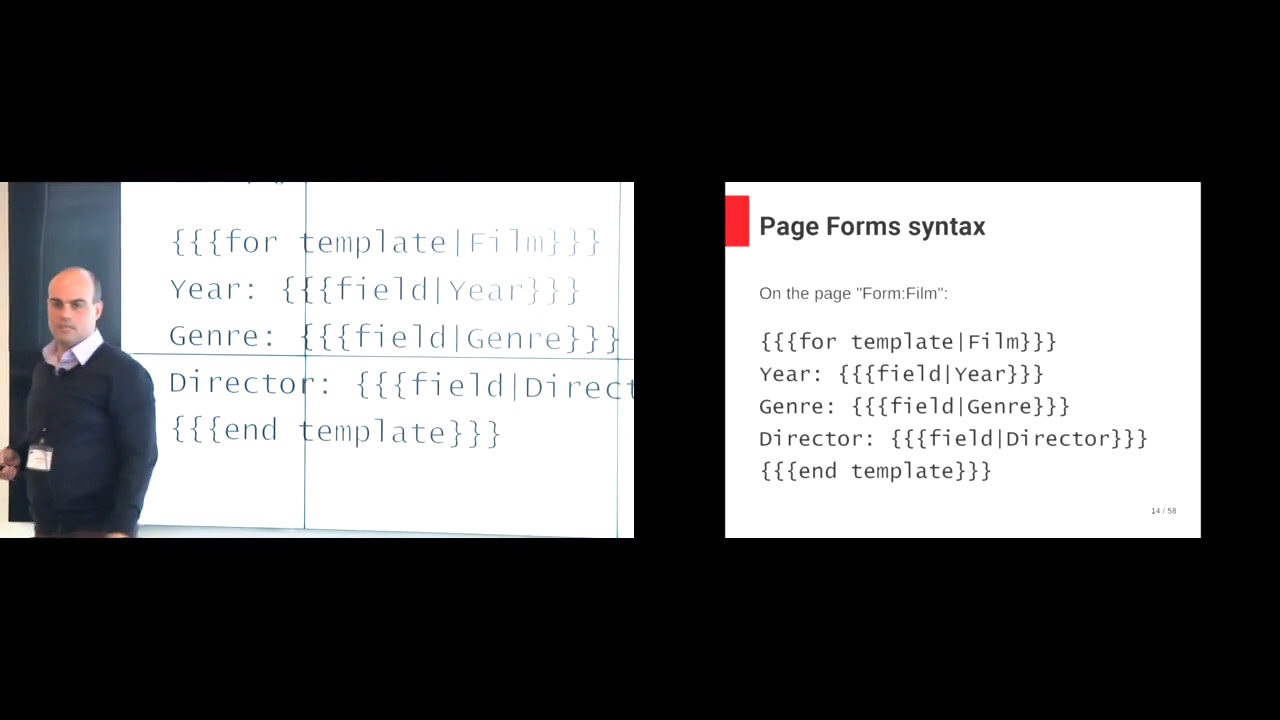 {{{for template|Film}}}
Year: {{{field|Year}}}
Genre: {{{field|Genre}}}
Director: {{{field|Direct
{{{end template}}}
Page Forms syntax
On the page "Form:Film":
{{{for template|Film}}}
Year: {{{field|Year}}}
Genre: {{{field|Genre}}}
Director: {{{field|Director}}}
{{{end template}}}
14 / 58